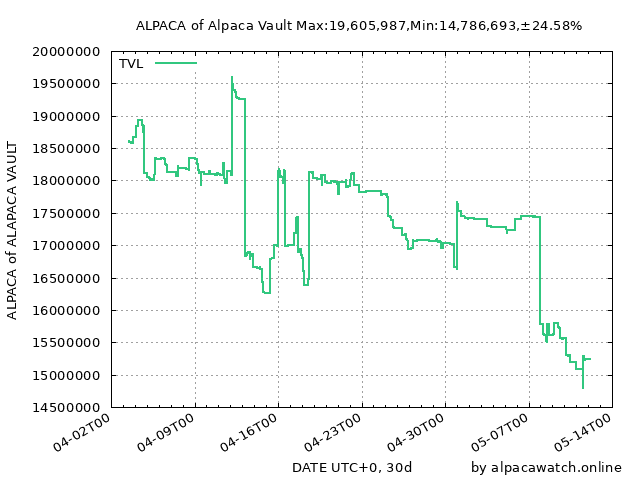 ALPACA of Alpaca Vault Max:19,605,987,Min:14,786,693,±24.58%
TVL
20000000
19500000
19000000
18500000
18000000
17500000
17000000
16500000
16000000
15500000
15000000
14500000
ALPACA of ALAPACA VAULT
04-02T00
04-09T00
04-16T00
04-23T00
04-30T00
05-07T00
05-14T00
DATE UTC+0, 30d
by alpacawatch.online